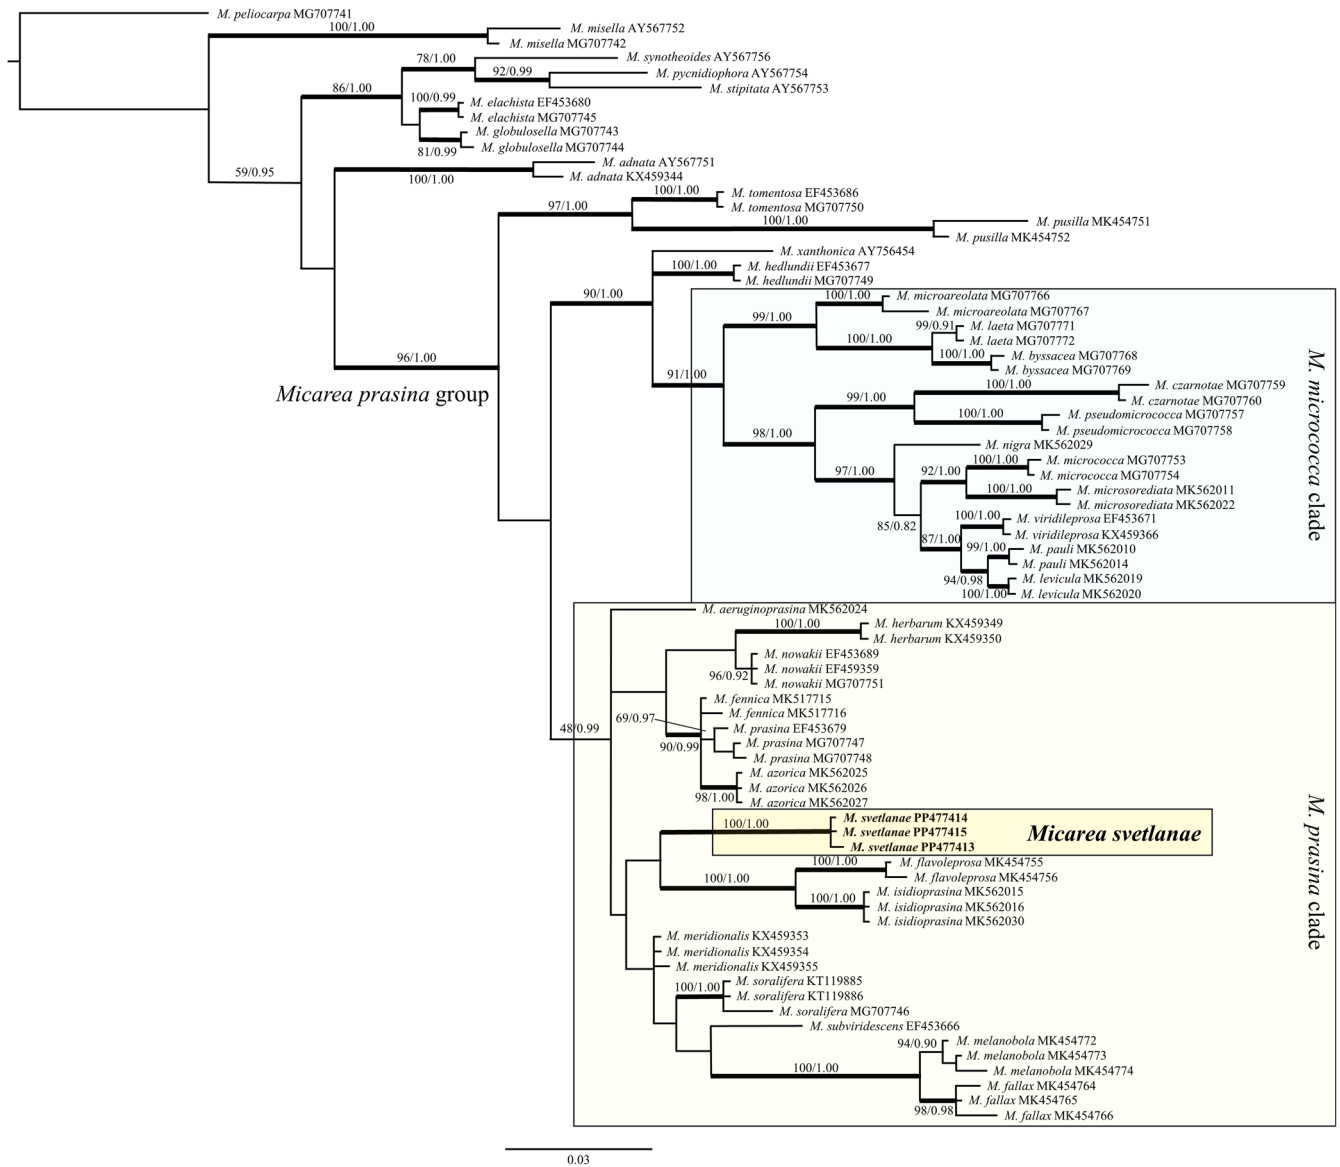 M. peliocarpa MG707741
100/1.00
M. misella AY567752
M. misella MG707742
78/1.00
M. synotheoides AY567756
92/0.99
M. pycnidiophora AY567754
M. stipitata AY567753
86/1.00
100/0.99
M. elachista EF453680
M. elachista MG707745
M. globulosella MG707743
M. globulosella MG707744
81/0.99
59/0.95
M. adnata AY567751
M. adnata KX459344
100/1.00
97/1.00
100/1.00
M. tomentosa EF453686
M. tomentosa MG707750
100/1.00
M. pusilla MK454751
M. pusilla MK454752
M. xanthonica AY756454
100/1.00
M. hedlundii EF453677
M. hedlundii MG707749
90/1.00
96/1.00
Micarea prasina group
91/1.00
99/1.00
100/1.00
M. microareolata MG707766
M. microareolata MG707767
99/0.91
M. laeta MG707771
M. laeta MG707772
100/1.00
100/1.00
M. byssacea MG707768
M. byssacea MG707769
M. micrococca clade
98/1.00
99/1.00
100/1.00
M. czarnotae MG707759
M. czarnotae MG707760
100/1.00
M. pseudomicrococca MG707757
M. pseudomicrococca MG707758
97/1.00
M. nigra MK562029
92/1.00
100/1.00
M. micrococca MG707753
M. micrococca MG707754
100/1.00
M. microsorediata MK562011
M. microsorediata MK562022
85/0.82
100/1.00
M. viridileprosa EF453671
M. viridileprosa KX459366
87/1.00
99/1.00
M. pauli MK562010
M. pauli MK562014
94/0.98
M. levicula MK562019
100/1.00
M. levicula MK562020
M. aeruginoprasina MK562024
100/1.00
M. herbarum KX459349
M. herbarum KX459350
M. nowakii EF453689
M. nowakii EF459359
96/0.92
M. nowakii MG707751
M. fennica MK517715
M. fennica MK517716
69/0.97
48/0.99
M. prasina EF453679
M. prasina MG707747
90/0.99
M. prasina MG707748
M. azorica MK562025
M. azorica MK562026
98/1.00
M. azorica MK562027
100/1.00
M. svetlanae PP477414
M. svetlanae PP477415
M. svetlanae PP477413
Micarea svetlanae
M. prasina clade
100/1.00
100/1.00
M. flavoleprosa MK454755
M. flavoleprosa MK454756
100/1.00
M. isidioprasina MK562015
M. isidioprasina MK562016
M. isidioprasina MK562030
M. meridionalis KX459353
M. meridionalis KX459354
M. meridionalis KX459355
100/1.00
M. soralifera KT119885
M. soralifera KT119886
M. soralifera MG707746
M. subviridescens EF453666
94/0.90
M. melanobola MK454772
M. melanobola MK454773
M. melanobola MK454774
100/1.00
M. fallax MK454764
M. fallax MK454765
98/0.98
M. fallax MK454766
0.03